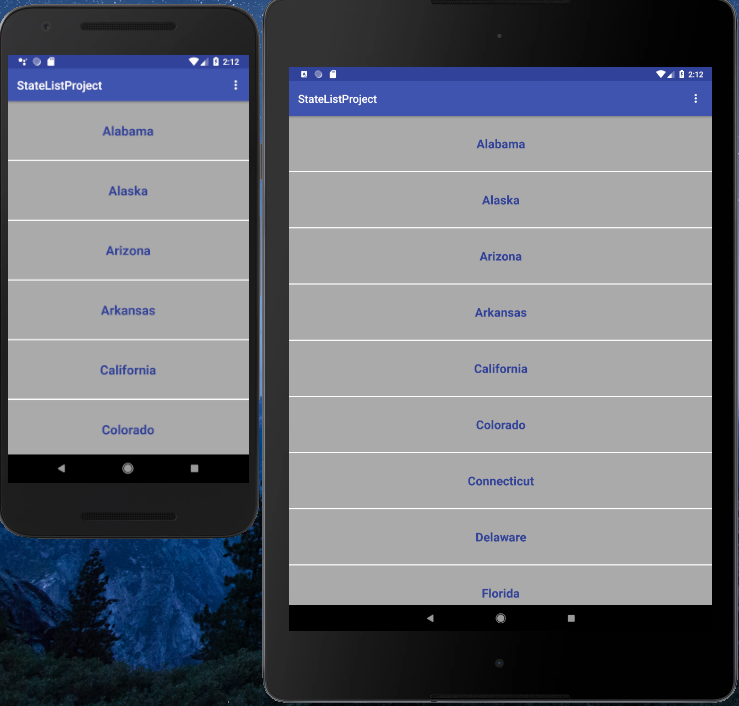 2:12
StateListProject
Alabama
Alaska
Arizona
Arkansas
California
Colorado
2:12
StateListProject
Alabama
Alaska
Arizona
Arkansas
California
Colorado
Connecticut
Delaware
Florida